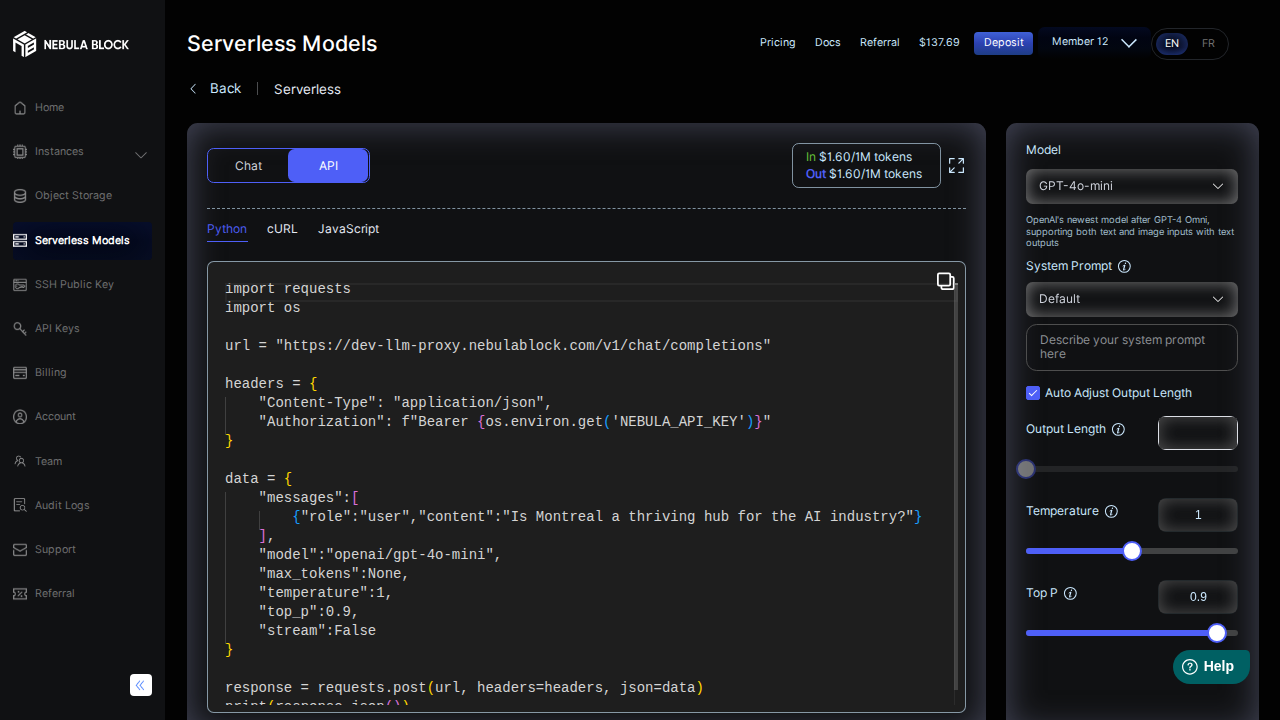 NEBULA BLOCK
Home
Instances
Object Storage
Serverless Models
SSH Public Key
API Keys
Billing
Account
Team
Audit Logs
Support
Referral
Serverless Models
Pricing
Docs
Referral
$137.69
Deposit
Member 12
EN
FR
Back
Serverless
Chat
API
In $1.60/1M tokens
Out $1.60/1M tokens
Python
cURL
JavaScript
import requests
import os
url = "https://dev-llm-proxy.nebulablock.com/v1/chat/completions"
headers = {
    "Content-Type": "application/json",
    "Authorization": f"Bearer {os.environ.get('NEBULA_API_KEY')}"
}
data = {
    "messages":[
        {"role":"user","content":"Is Montreal a thriving hub for the AI industry?"}
    ],
    "model":"openai/gpt-4o-mini",
    "max_tokens":None,
    "temperature":1,
    "top_p":0.9,
    "stream":False
}
response = requests.post(url, headers=headers, json=data)
print(response.json())
Model
GPT-4o-mini
OpenAI's newest model after GPT-4 Omni,
supporting both text and image inputs with text
outputs
System Prompt
Default
Describe your system prompt
here
Auto Adjust Output Length
Output Length
Temperature
1
Top P
0.9
Help